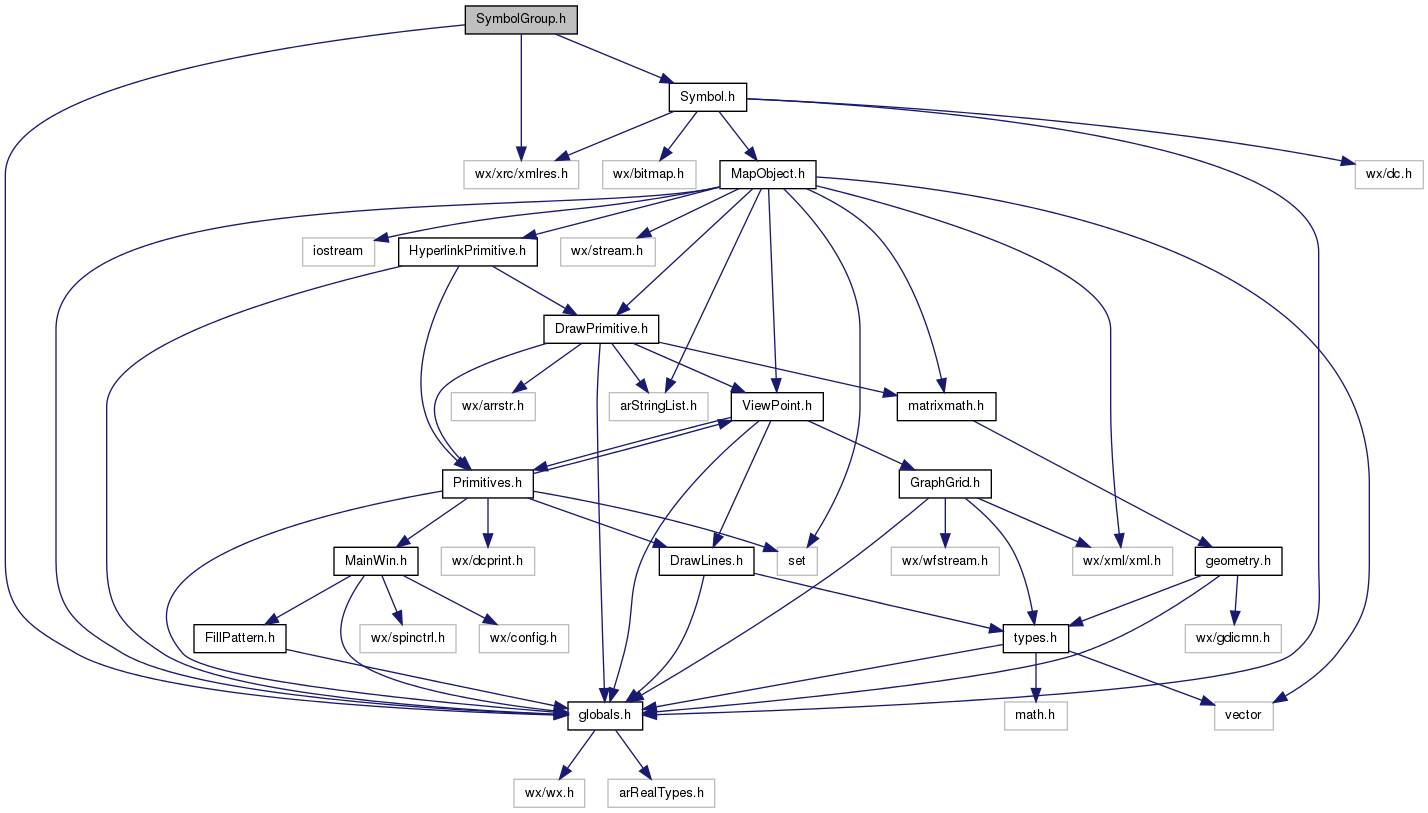 SymbolGroup.h
Symbol.h
wx/xrc/xmlres.h
wx/bitmap.h
MapObject.h
wx/dc.h
iostream
HyperlinkPrimitive.h
wx/stream.h
DrawPrimitive.h
wx/arrstr.h
arStringList.h
ViewPoint.h
matrixmath.h
Primitives.h
GraphGrid.h
MainWin.h
wx/dcprint.h
DrawLines.h
set
wx/wfstream.h
wx/xml/xml.h
geometry.h
FillPattern.h
wx/spinctrl.h
wx/config.h
types.h
wx/gdicmn.h
globals.h
math.h
vector
wx/wx.h
arRealTypes.h